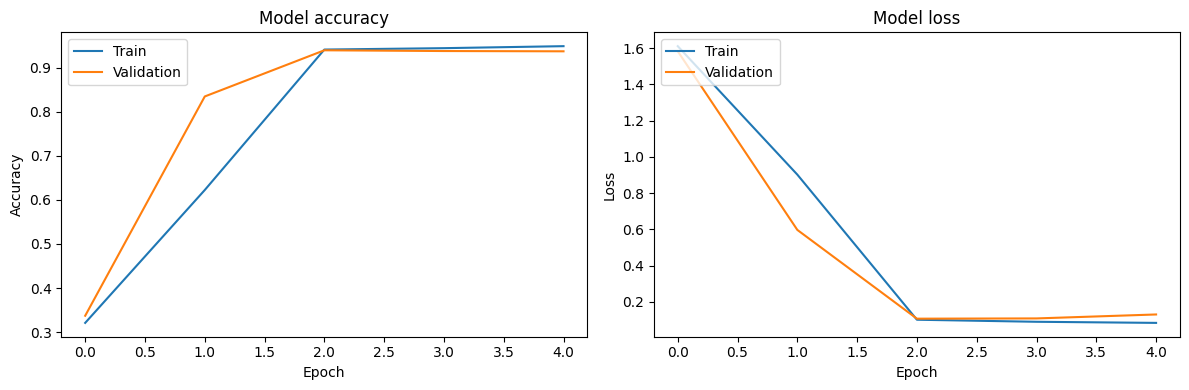 Model accuracy
Train
Validation
0.9
0.8
0.7
0.6
0.5
0.4
0.3
Accuracy
0.0 0.5 1.0 1.5 2.0 2.5 3.0 3.5 4.0
Epoch
Model loss
Train
Validation
1.6
1.4
1.2
1.0
0.8
0.6
0.4
0.2
Loss
0.0 0.5 1.0 1.5 2.0 2.5 3.0 3.5 4.0
Epoch